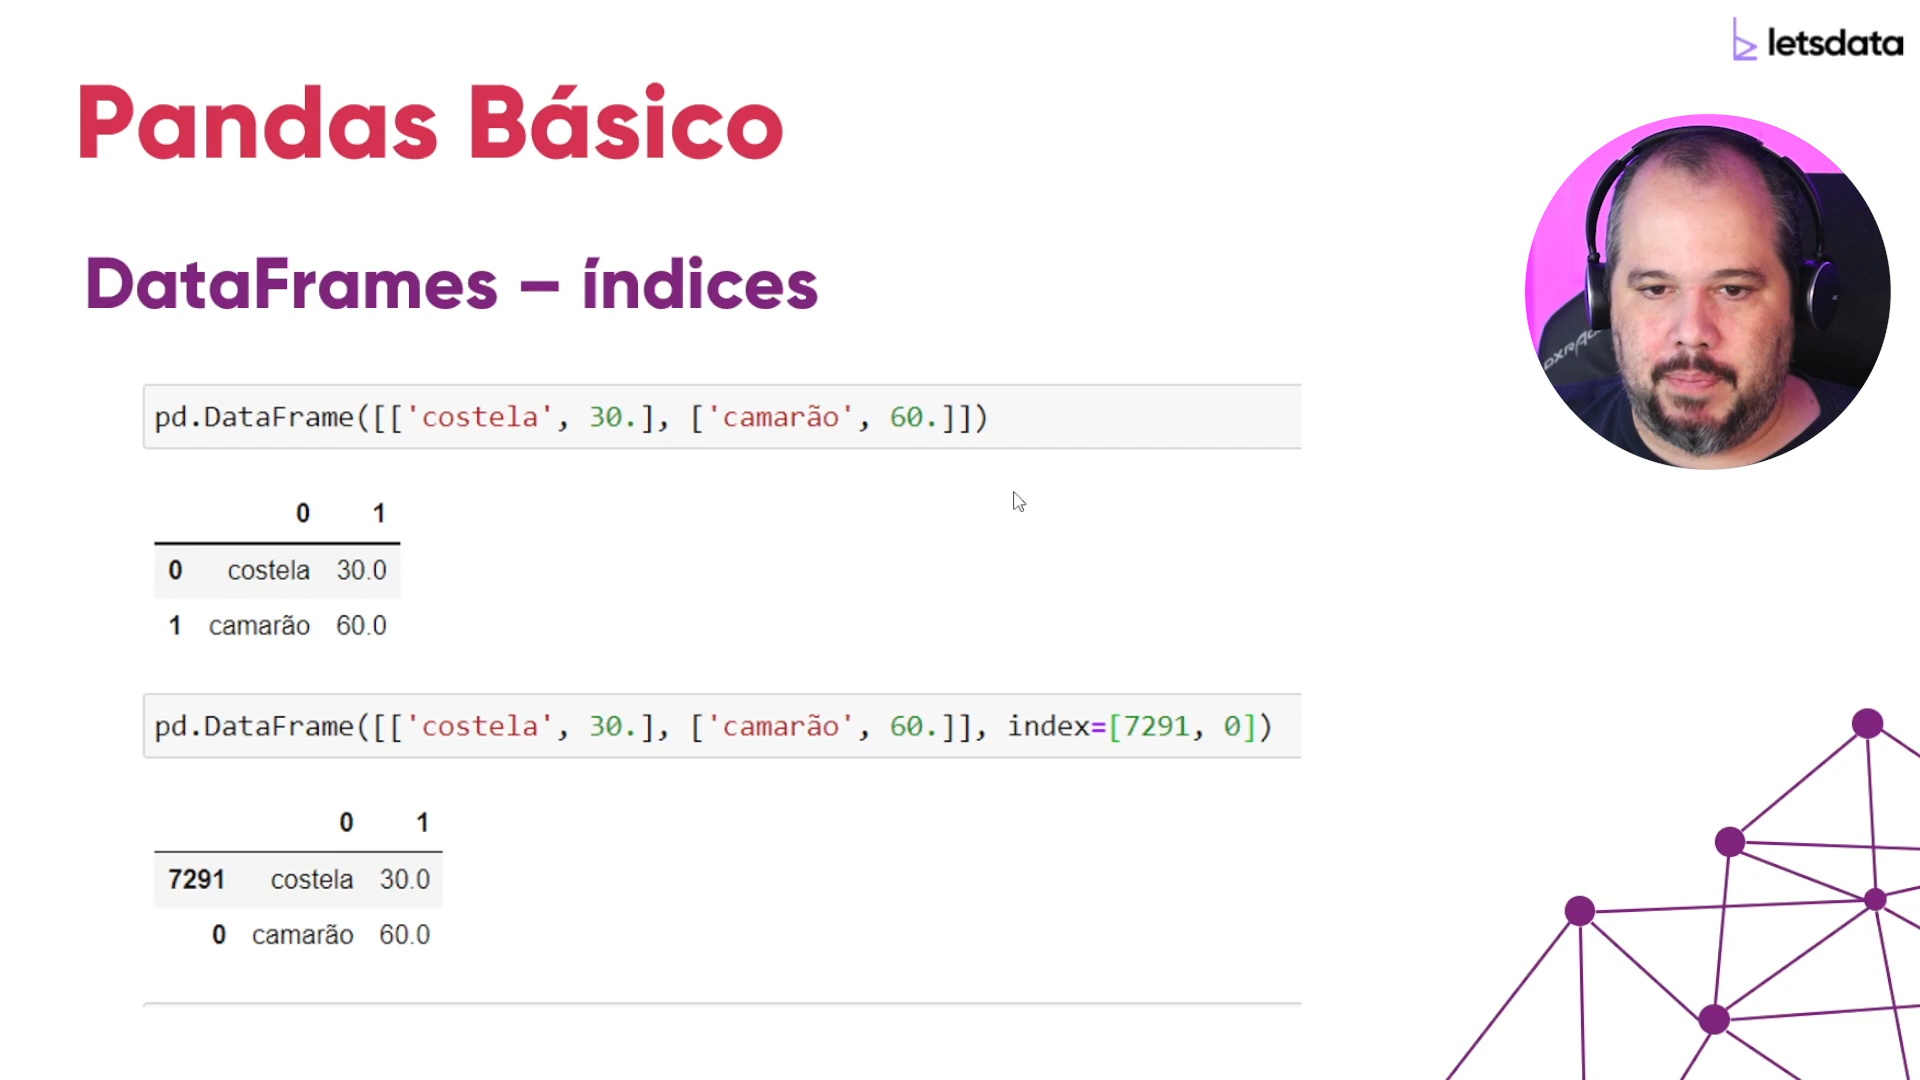 letsdata
Pandas Básico
DataFrames – índices
DXRAC
pd.DataFrame([['costela', 30.], ['camarão', 60.]])
0 1
0 costela 30.0
1 camarão 60.0
pd.DataFrame([['costela', 30.], ['camarão', 60.]], index=[7291, 0])
0 1
7291 costela 30.0
0 camarão 60.0